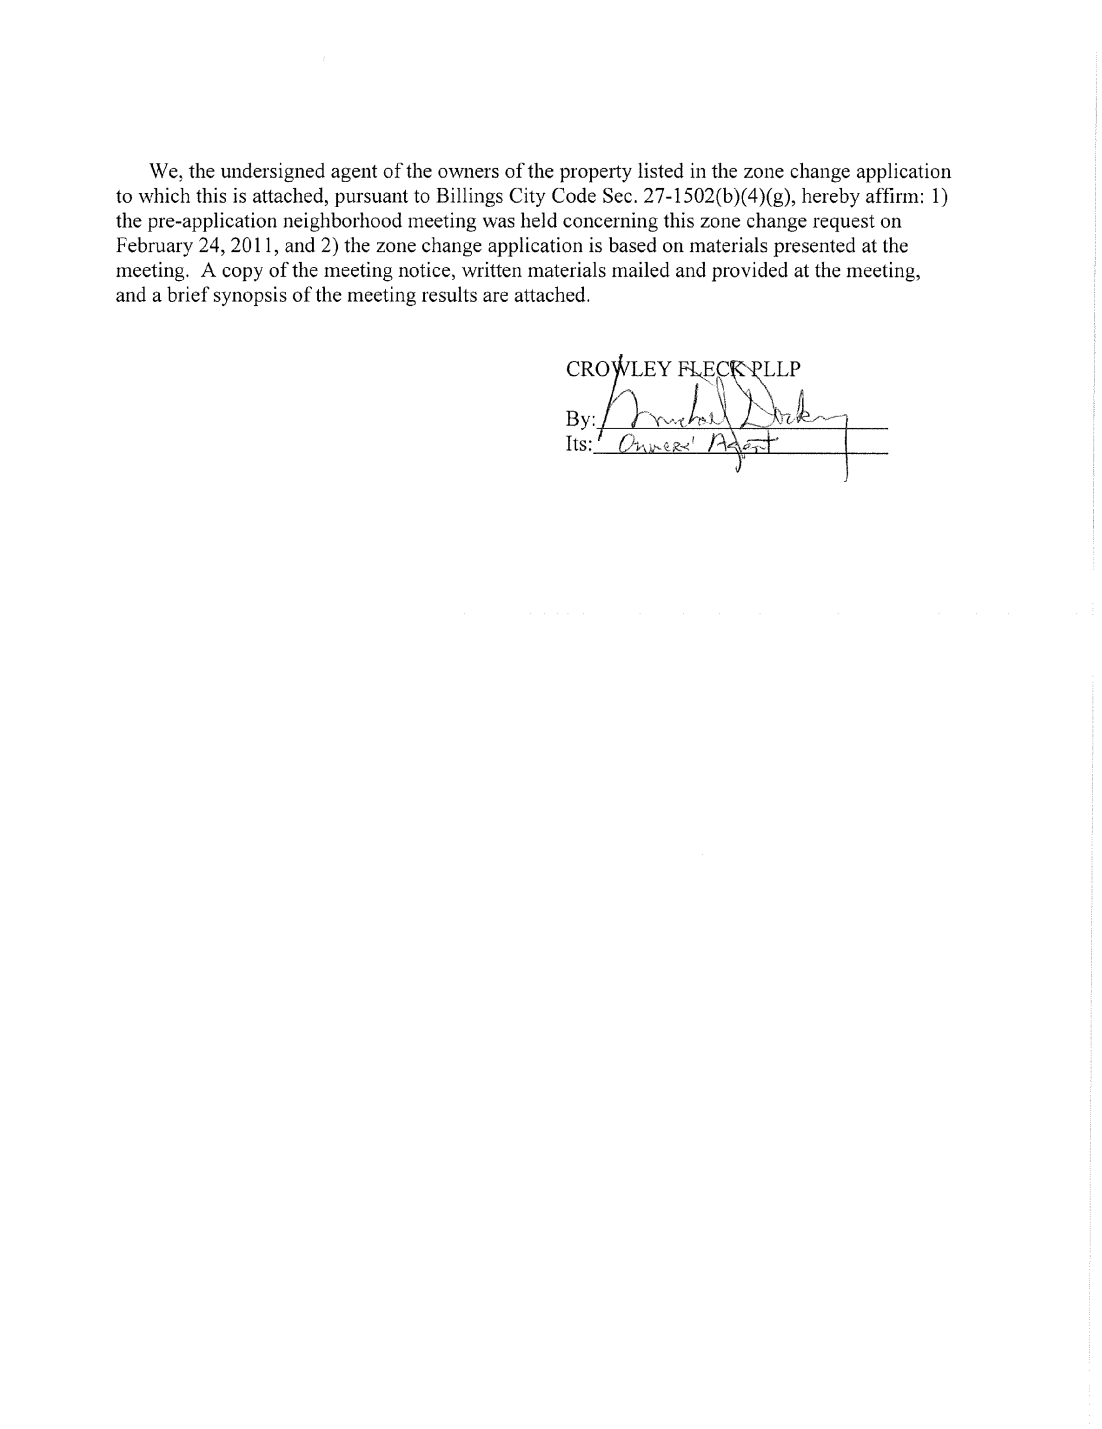 We, the undersigned agent of the owners of the property listed in the zone change application
to which this is attached, pursuant to Billings City Code Sec. 27-1502(b)(4)(g), hereby affirm: 1)
the pre-application neighborhood meeting was held concerning this zone change request on
February 24, 2011, and 2) the zone change application is based on materials presented at the
meeting.  A copy of the meeting notice, written materials mailed and provided at the meeting,
and a brief synopsis of the meeting results are attached.
CROWLEY FLECK PLLP
By: Michael Dockery
Its: Owners' Agent